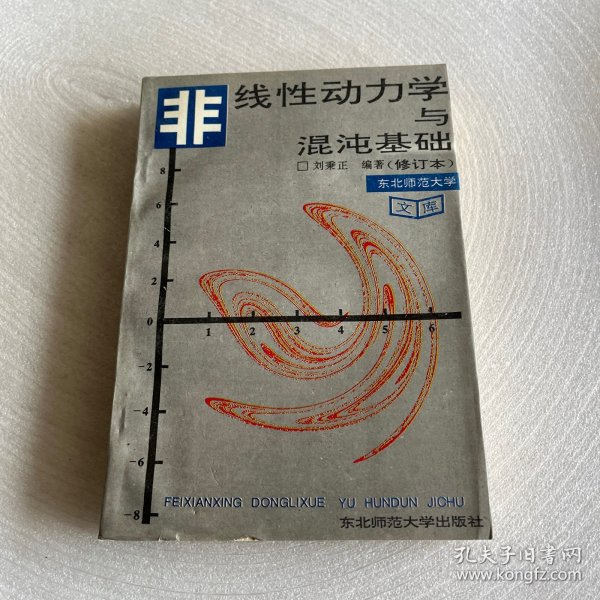 非线性动力学
与
混沌基础
□刘秉正 编著(修订本)
东北师范大学
文库
8
6
4
2
0
1 2 3 4 5 6
-2
-4
-6
-8
FEIXIANXING DONGLIXUE YU HUNDUN JICHU
东北师范大学出版社
孔夫子旧书网
www.kongfz.com